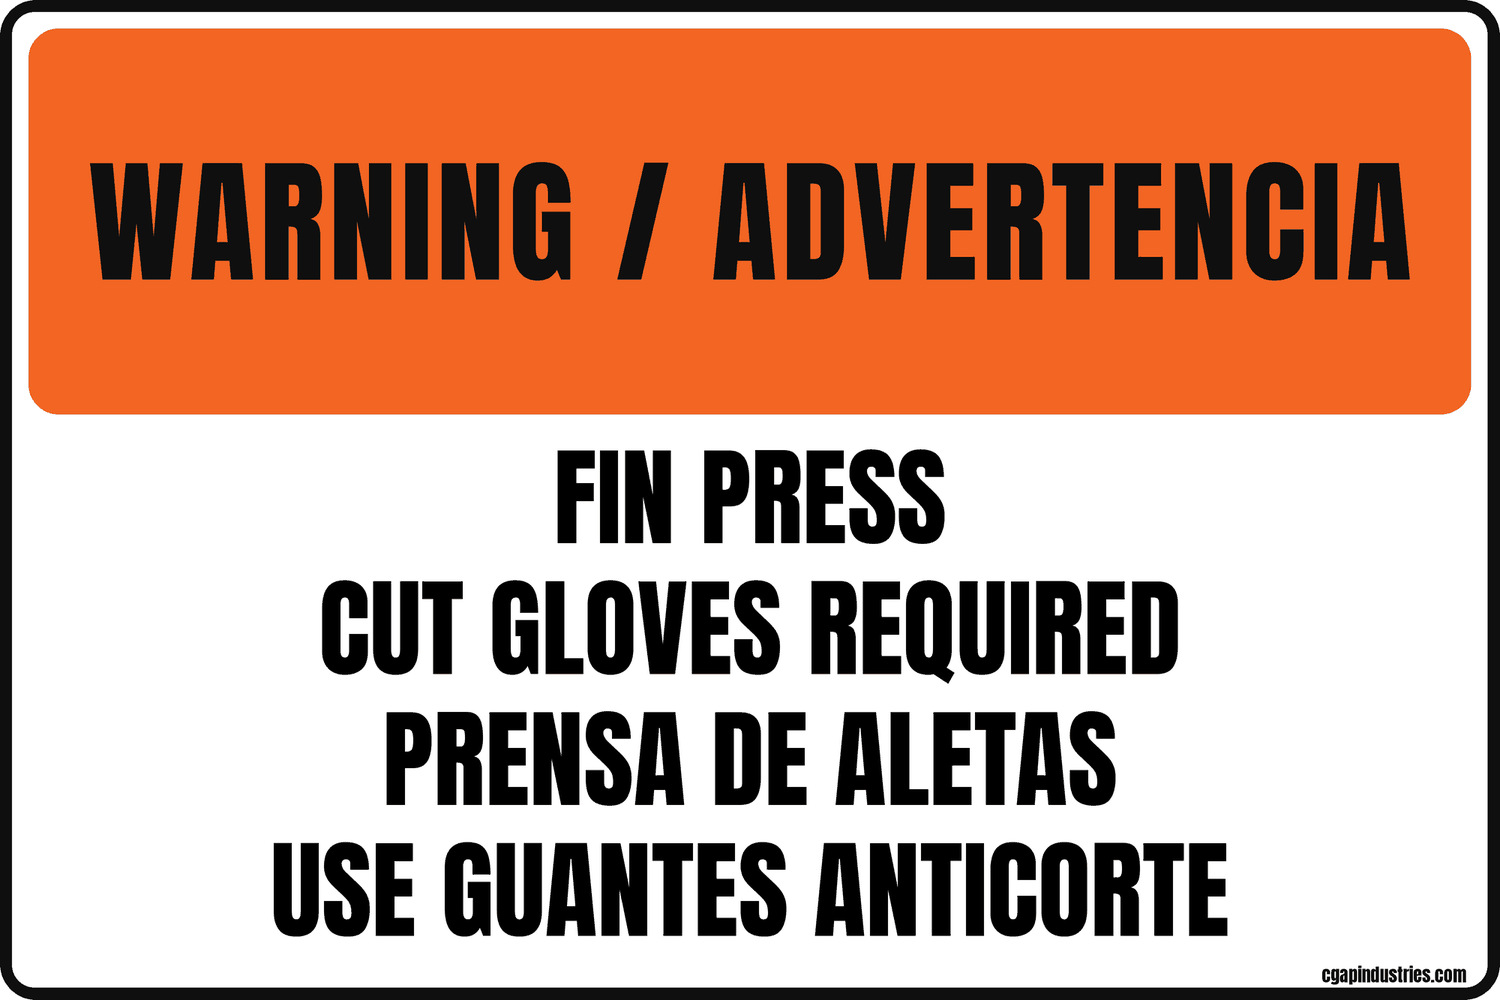 WARNING / ADVERTENCIA
FIN PRESS
CUT GLOVES REQUIRED
PRENSA DE ALETAS
USE GUANTES ANTICORTE
cgapindustries.com